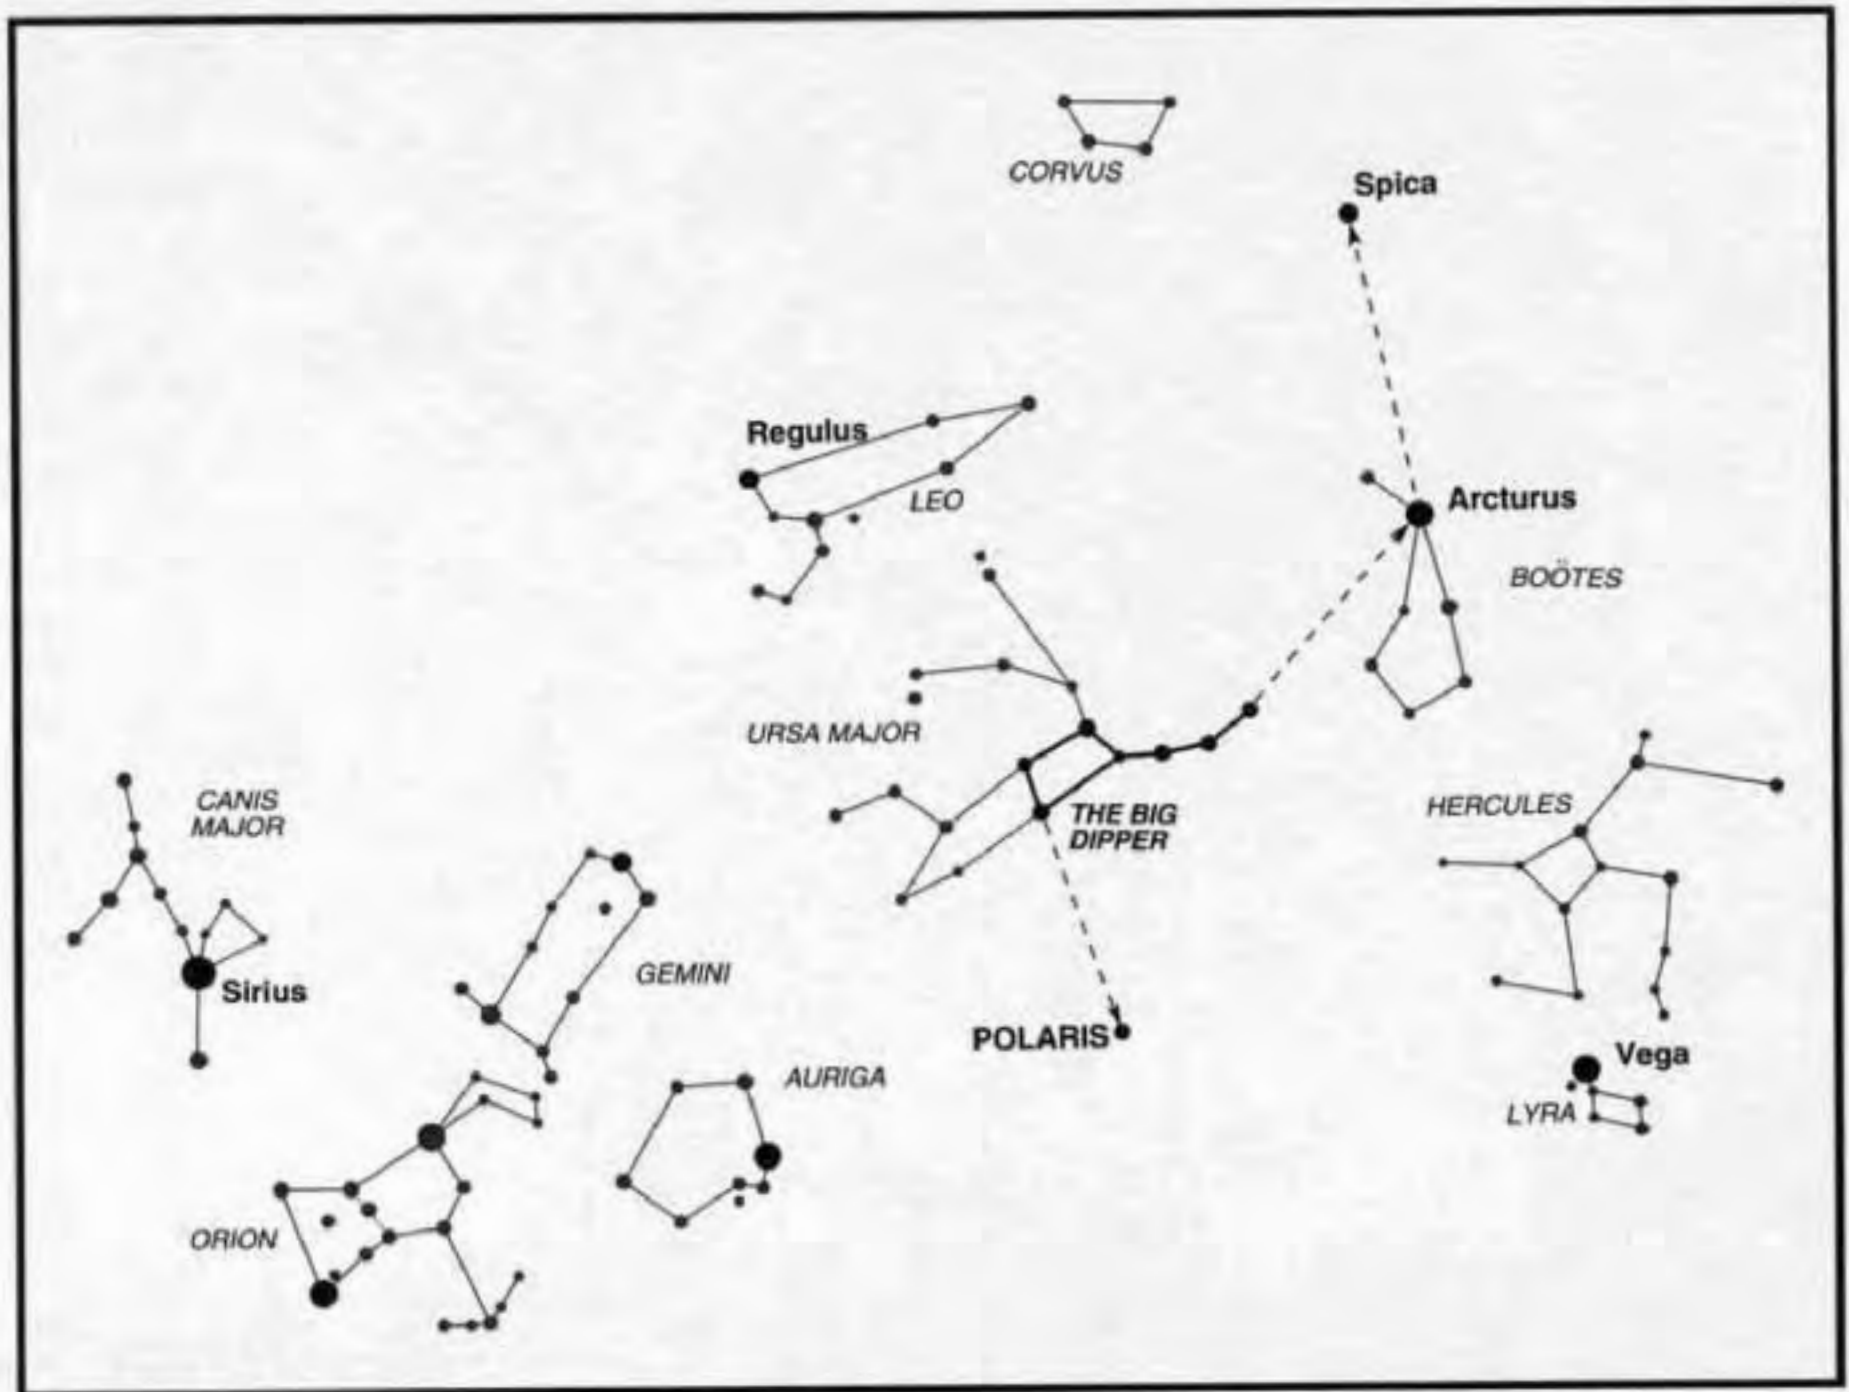 CORVUS
Spica
Regulus
LEO
Arcturus
BOÖTES
URSA MAJOR
CANIS
MAJOR
THE BIG
DIPPER
HERCULES
GEMINI
Sirius
POLARIS
Vega
AURIGA
LYRA
ORION